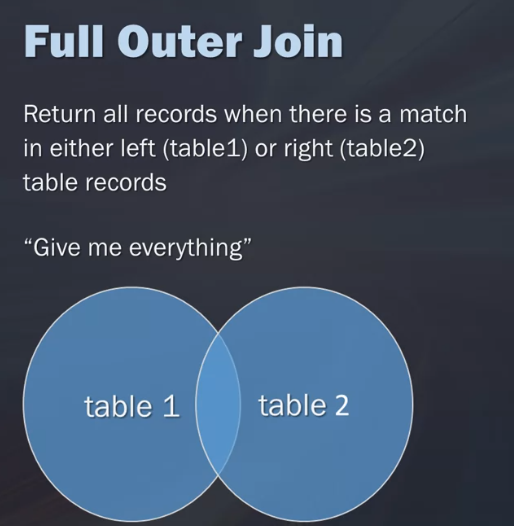 Full Outer Join
Return all records when there is a match
in either left (table1) or right (table2)
table records
“Give me everything”
table 1
table 2